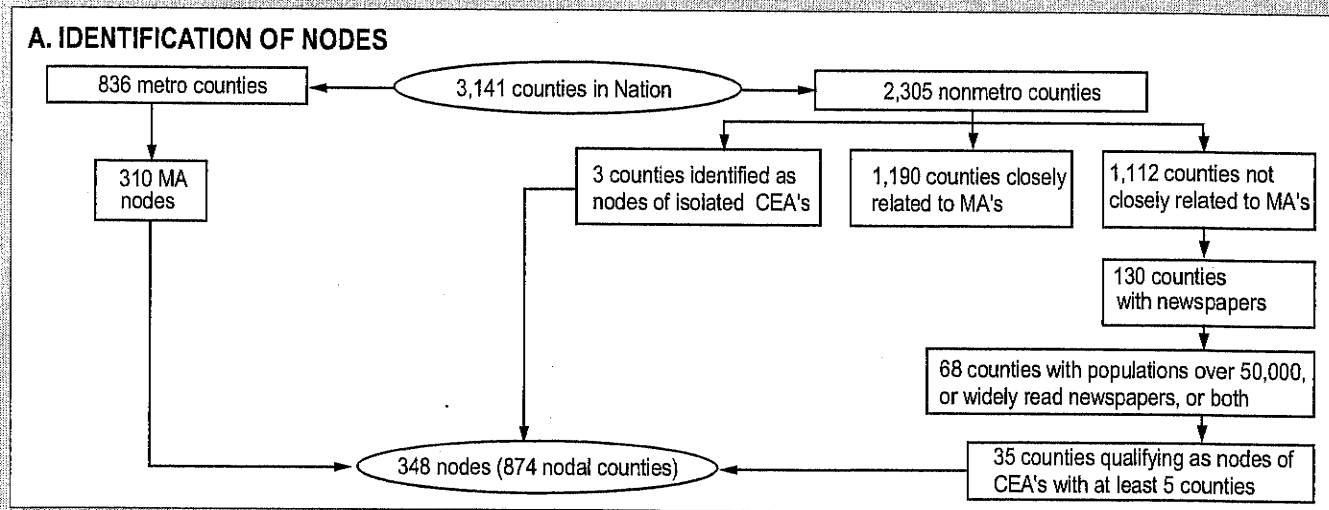 A. IDENTIFICATION OF NODES
836 metro counties
3,141 counties in Nation
2,305 nonmetro counties
310 MA
nodes
3 counties identified as
nodes of isolated CEA's
1,190 counties closely
related to MA's
1,112 counties not
closely related to MA's
130 counties
with newspapers
68 counties with populations over 50,000,
or widely read newspapers, or both
348 nodes (874 nodal counties)
35 counties qualifying as nodes of
CEA's with at least 5 counties